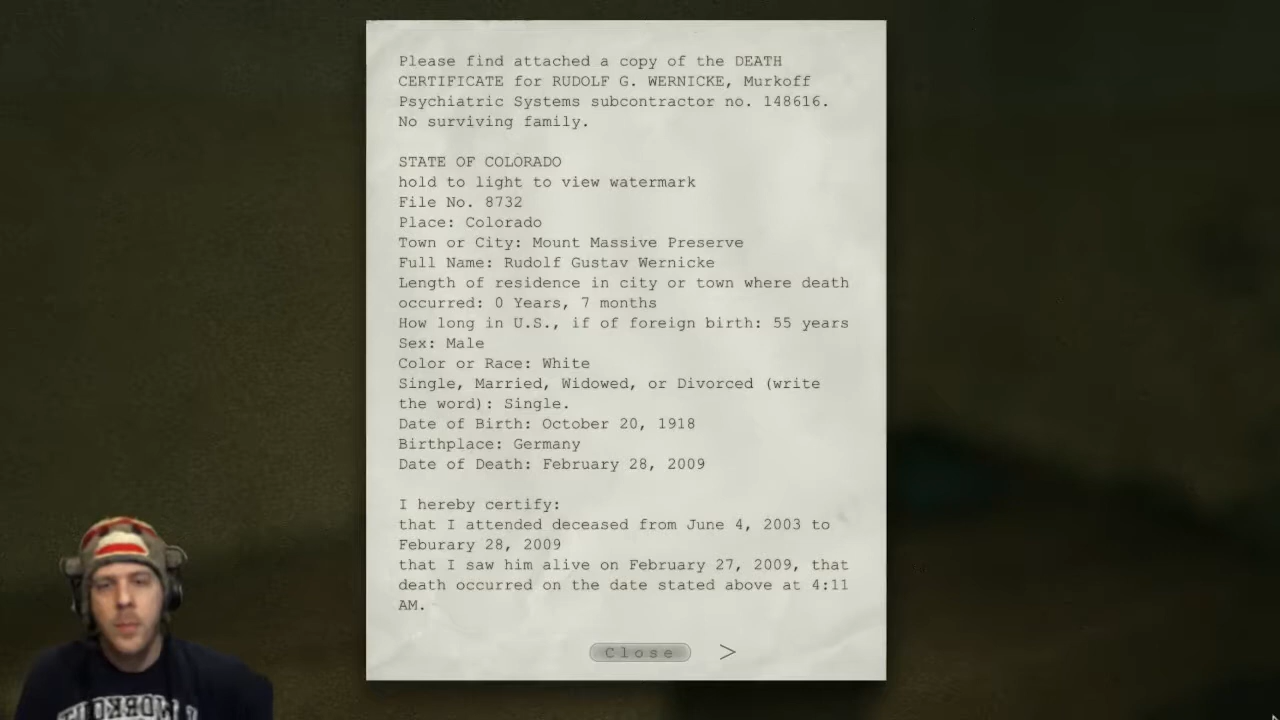 Please find attached a copy of the DEATH
CERTIFICATE for RUDOLF G. WERNICKE, Murkoff
Psychiatric Systems subcontractor no. 148616.
No surviving family.
STATE OF COLORADO
hold to light to view watermark
File No. 8732
Place: Colorado
Town or City: Mount Massive Preserve
Full Name: Rudolf Gustav Wernicke
Length of residence in city or town where death
occurred: 0 Years, 7 months
How long in U.S., if of foreign birth: 55 years
Sex: Male
Color or Race: White
Single, Married, Widowed, or Divorced (write
the word): Single.
Date of Birth: October 20, 1918
Birthplace: Germany
Date of Death: February 28, 2009
I hereby certify:
that I attended deceased from June 4, 2003 to
Feburary 28, 2009
that I saw him alive on February 27, 2009, that
death occurred on the date stated above at 4:11
AM.
Close >